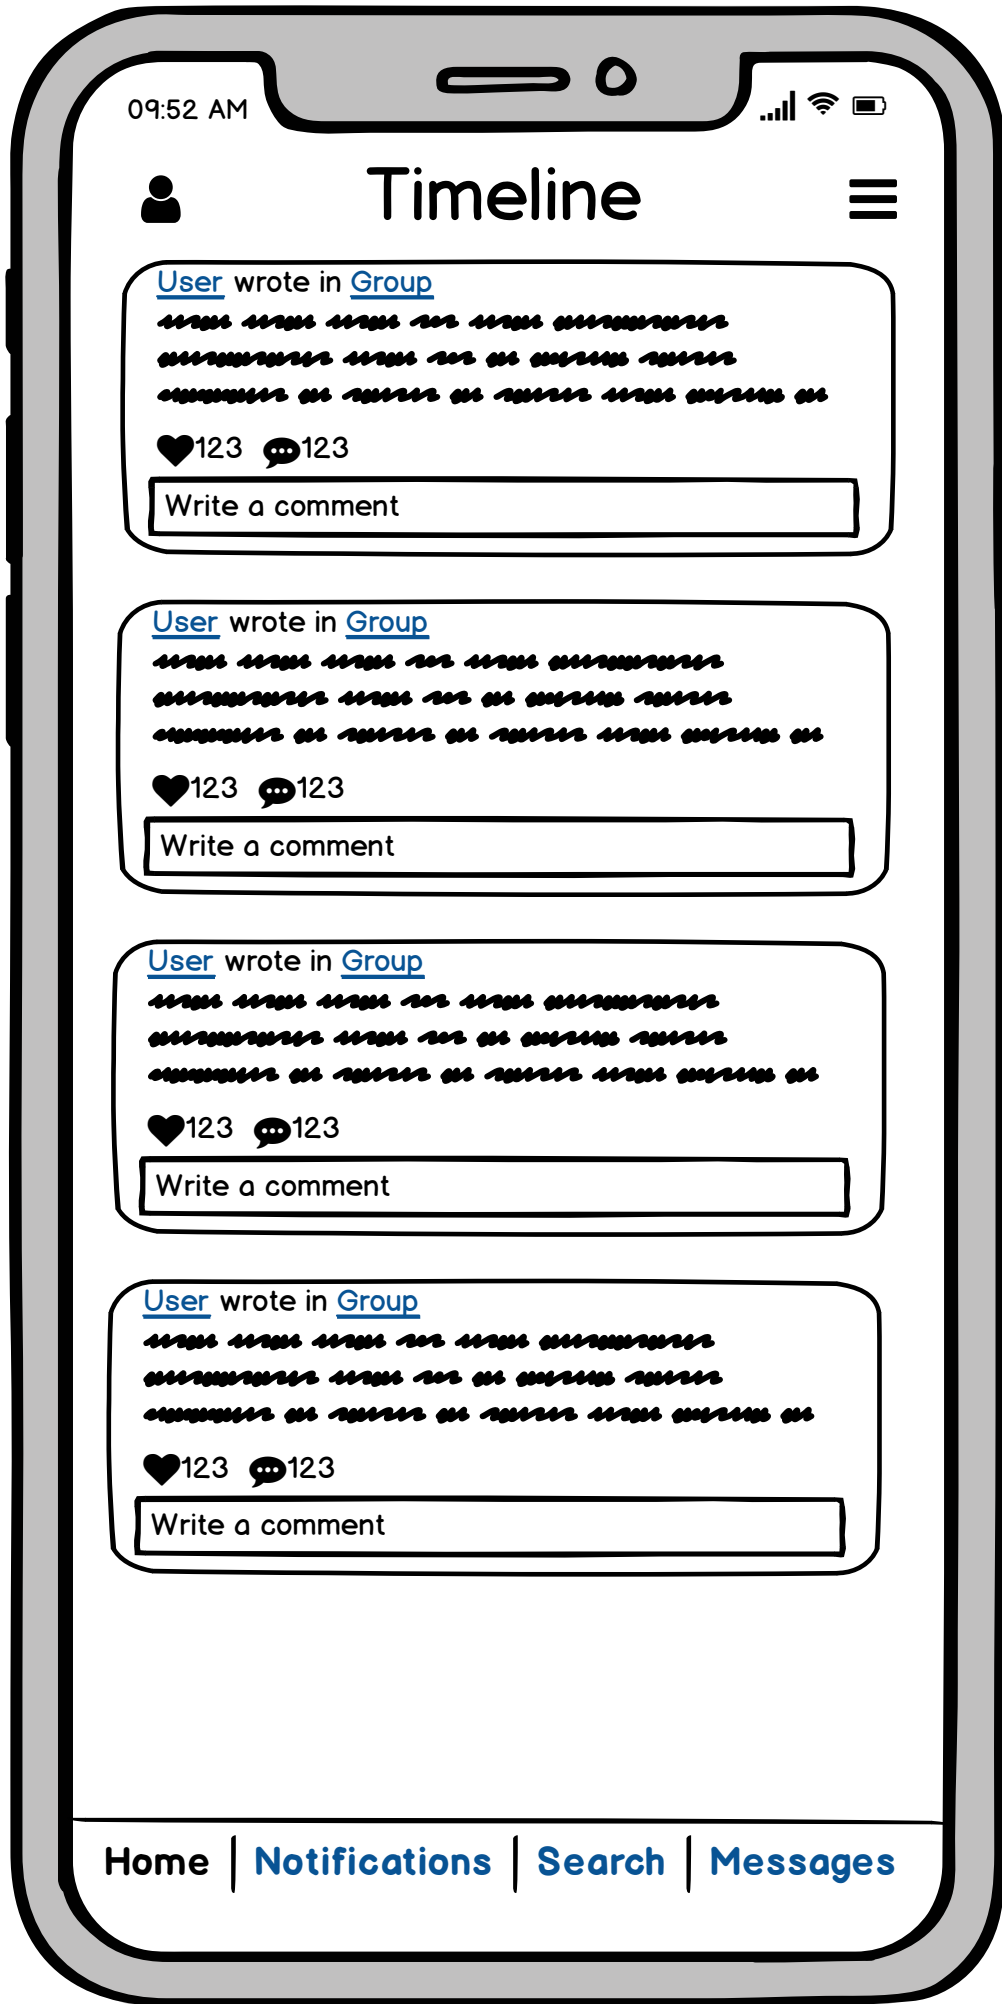 09:52 AM
Timeline
User wrote in Group
123 123
Write a comment
User wrote in Group
123 123
Write a comment
User wrote in Group
123 123
Write a comment
User wrote in Group
123 123
Write a comment
Home Notifications Search Messages